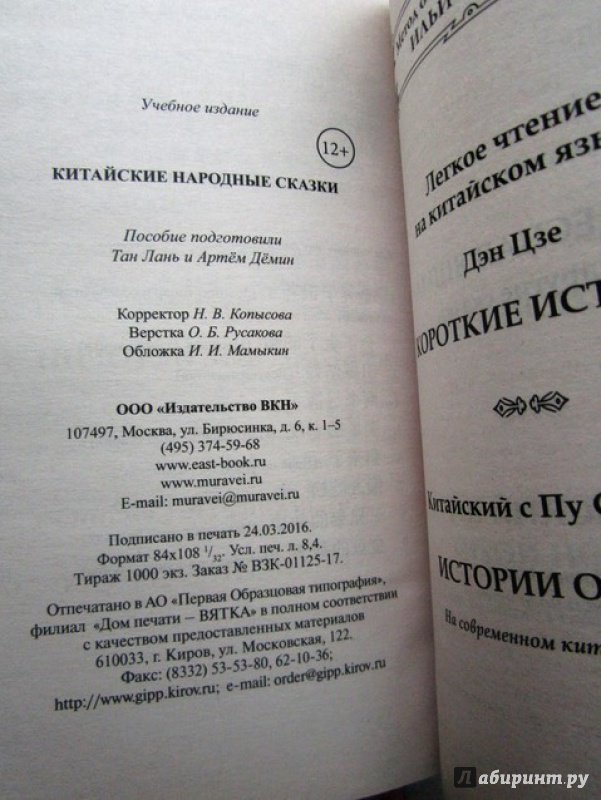 Учебное издание
12+
КИТАЙСКИЕ НАРОДНЫЕ СКАЗКИ
Пособие подготовили
Тан Лань и Артём Дёмин
Корректор Н. В. Копысова
Верстка О. Б. Русакова
Обложка И. И. Мамыкин
ООО «Издательство ВКН»
107497, Москва, ул. Бирюсинка, д. 6, к. 1–5
(495) 374-59-68
www.east-book.ru
www.muravei.ru
E-mail: muravei@muravei.ru
Подписано в печать 24.03.2016.
Формат 84x108 1/32. Усл. печ. л. 8,4.
Тираж 1000 экз. Заказ № ВЗК-01125-17.
Отпечатано в АО «Первая Образцовая типография»,
филиал «Дом печати – ВЯТКА» в полном соответствии
с качеством предоставленных материалов
610033, г. Киров, ул. Московская, 122.
Факс: (8332) 53-53-80, 62-10-36;
http://www.gipp.kirov.ru; e-mail: order@gipp.kirov.ru
Метод
ИЛЬИ
Легкое чтение
на китайском язы
Дэн Цзе
КОРОТКИЕ ИСТ
Китайский с Пу С
ИСТОРИИ О
На современном кит
Лабиринт.ру